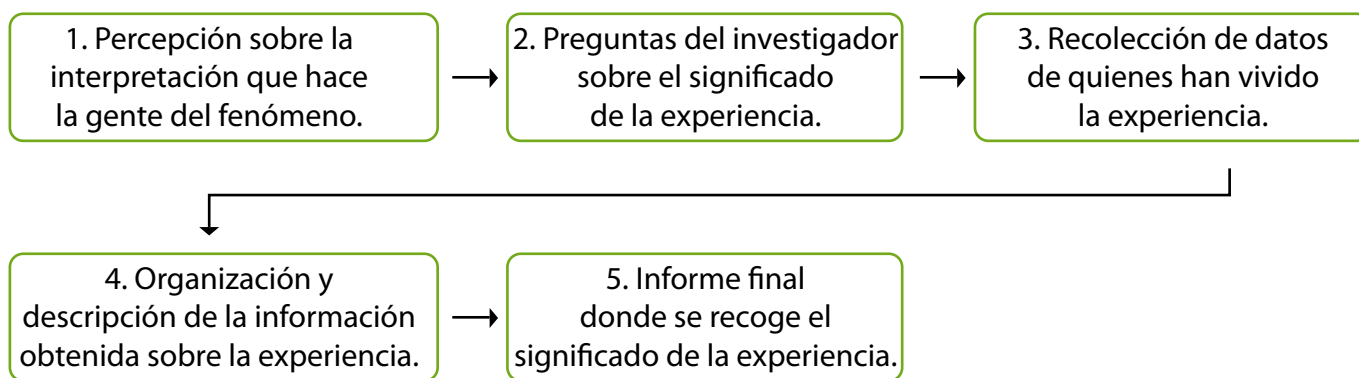 1. Percepción sobre la
interpretación que hace
la gente del fenómeno.
2. Preguntas del investigador
sobre el significado
de la experiencia.
3. Recolección de datos
de quienes han vivido
la experiencia.
4. Organización y
descripción de la información
obtenida sobre la experiencia.
5. Informe final
donde se recoge el
significado de la experiencia.